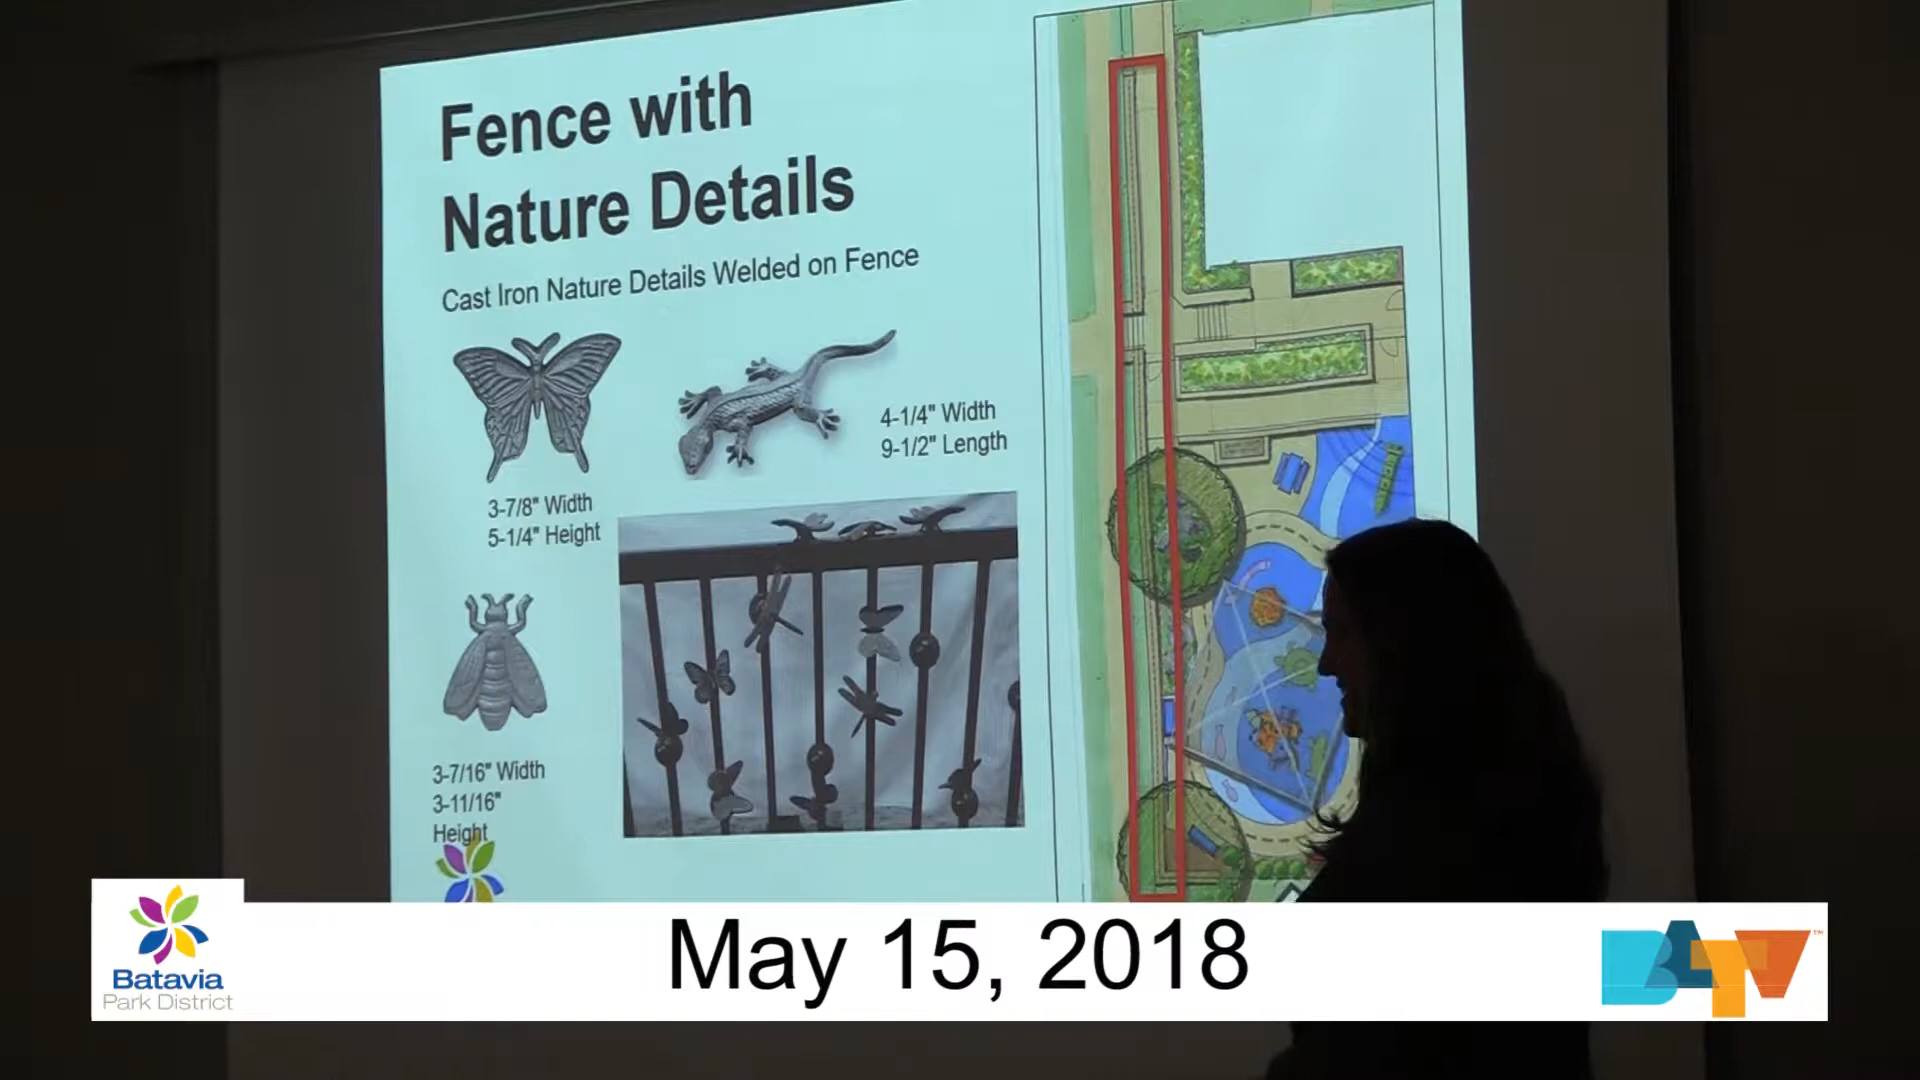 Fence with
Nature Details
Cast Iron Nature Details Welded on Fence
4-1/4" Width
9-1/2" Length
3-7/8" Width
5-1/4" Height
3-7/16" Width
3-11/16"
Height
Batavia
Park District
May 15, 2018
BATV™